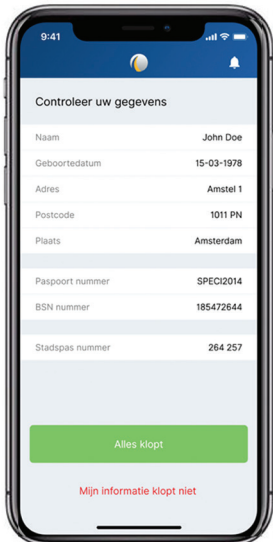 9:41
Controleer uw gegevens
Naam John Doe
Geboortedatum 15-03-1978
Adres Amstel 1
Postcode 1011 PN
Plaats Amsterdam
Paspoort nummer SPECI2014
BSN nummer 185472644
Stadspas nummer 264 257
Alles klopt
Mijn informatie klopt niet